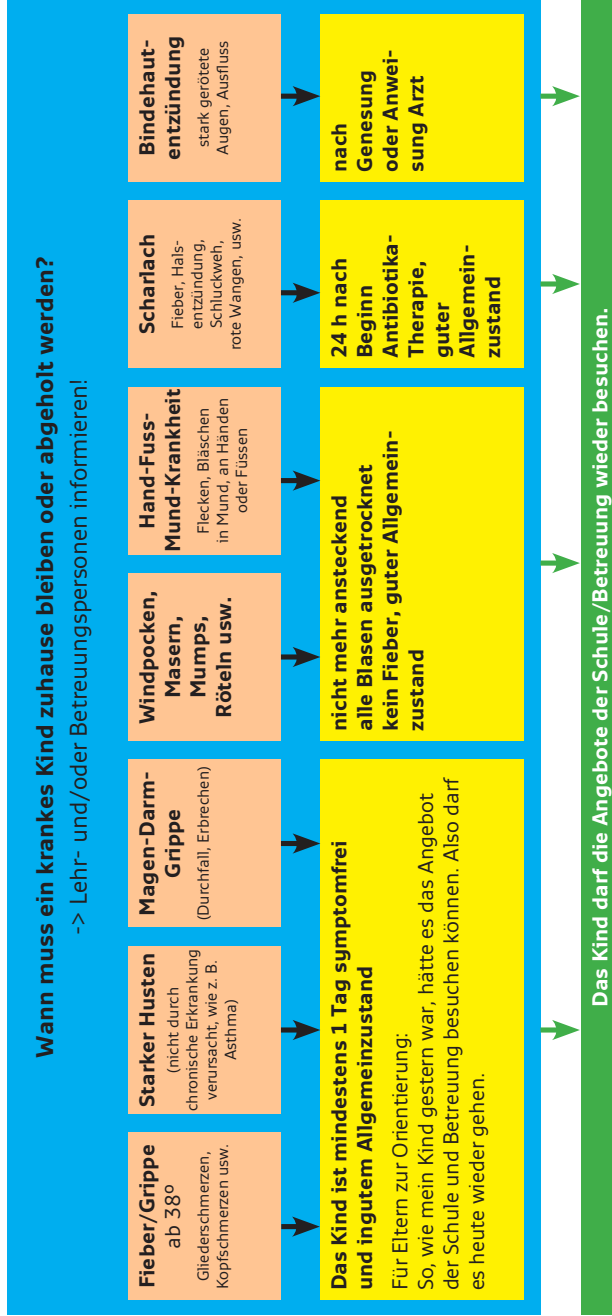 Wann muss ein krankes Kind zuhause bleiben oder abgeholt werden?
-> Lehr- und/oder Betreuungspersonen informieren!
Fieber/Grippe
ab 38º
Gliederschmerzen,
Kopfschmerzen usw.
Starker Husten
(nicht durch
chronische Erkrankung
verursacht, wie z. B.
Asthma)
Magen-Darm-
Grippe
(Durchfall, Erbrechen)
Windpocken,
Masern,
Mumps,
Röteln usw.
Hand-Fuss-
Mund-Krankheit
Flecken, Bläschen
in Mund, an Händen
oder Füssen
Scharlach
Fieber, Hals-
entzündung,
Schluckweh,
rote Wangen, usw.
Bindehaut-
entzündung
stark gerötete
Augen, Ausfluss
Das Kind ist mindestens 1 Tag symptomfrei
und ingutem Allgemeinzustand
Für Eltern zur Orientierung:
So, wie mein Kind gestern war, hätte es das Angebot
der Schule und Betreuung besuchen können. Also darf
es heute wieder gehen.
nicht mehr ansteckend
alle Blasen ausgetrocknet
kein Fieber, guter Allgemein-
zustand
24 h nach
Beginn
Antibiotika-
Therapie,
guter
Allgemein-
zustand
nach
Genesung
oder Anwei-
sung Arzt
Das Kind darf die Angebote der Schule/Betreuung wieder besuchen.